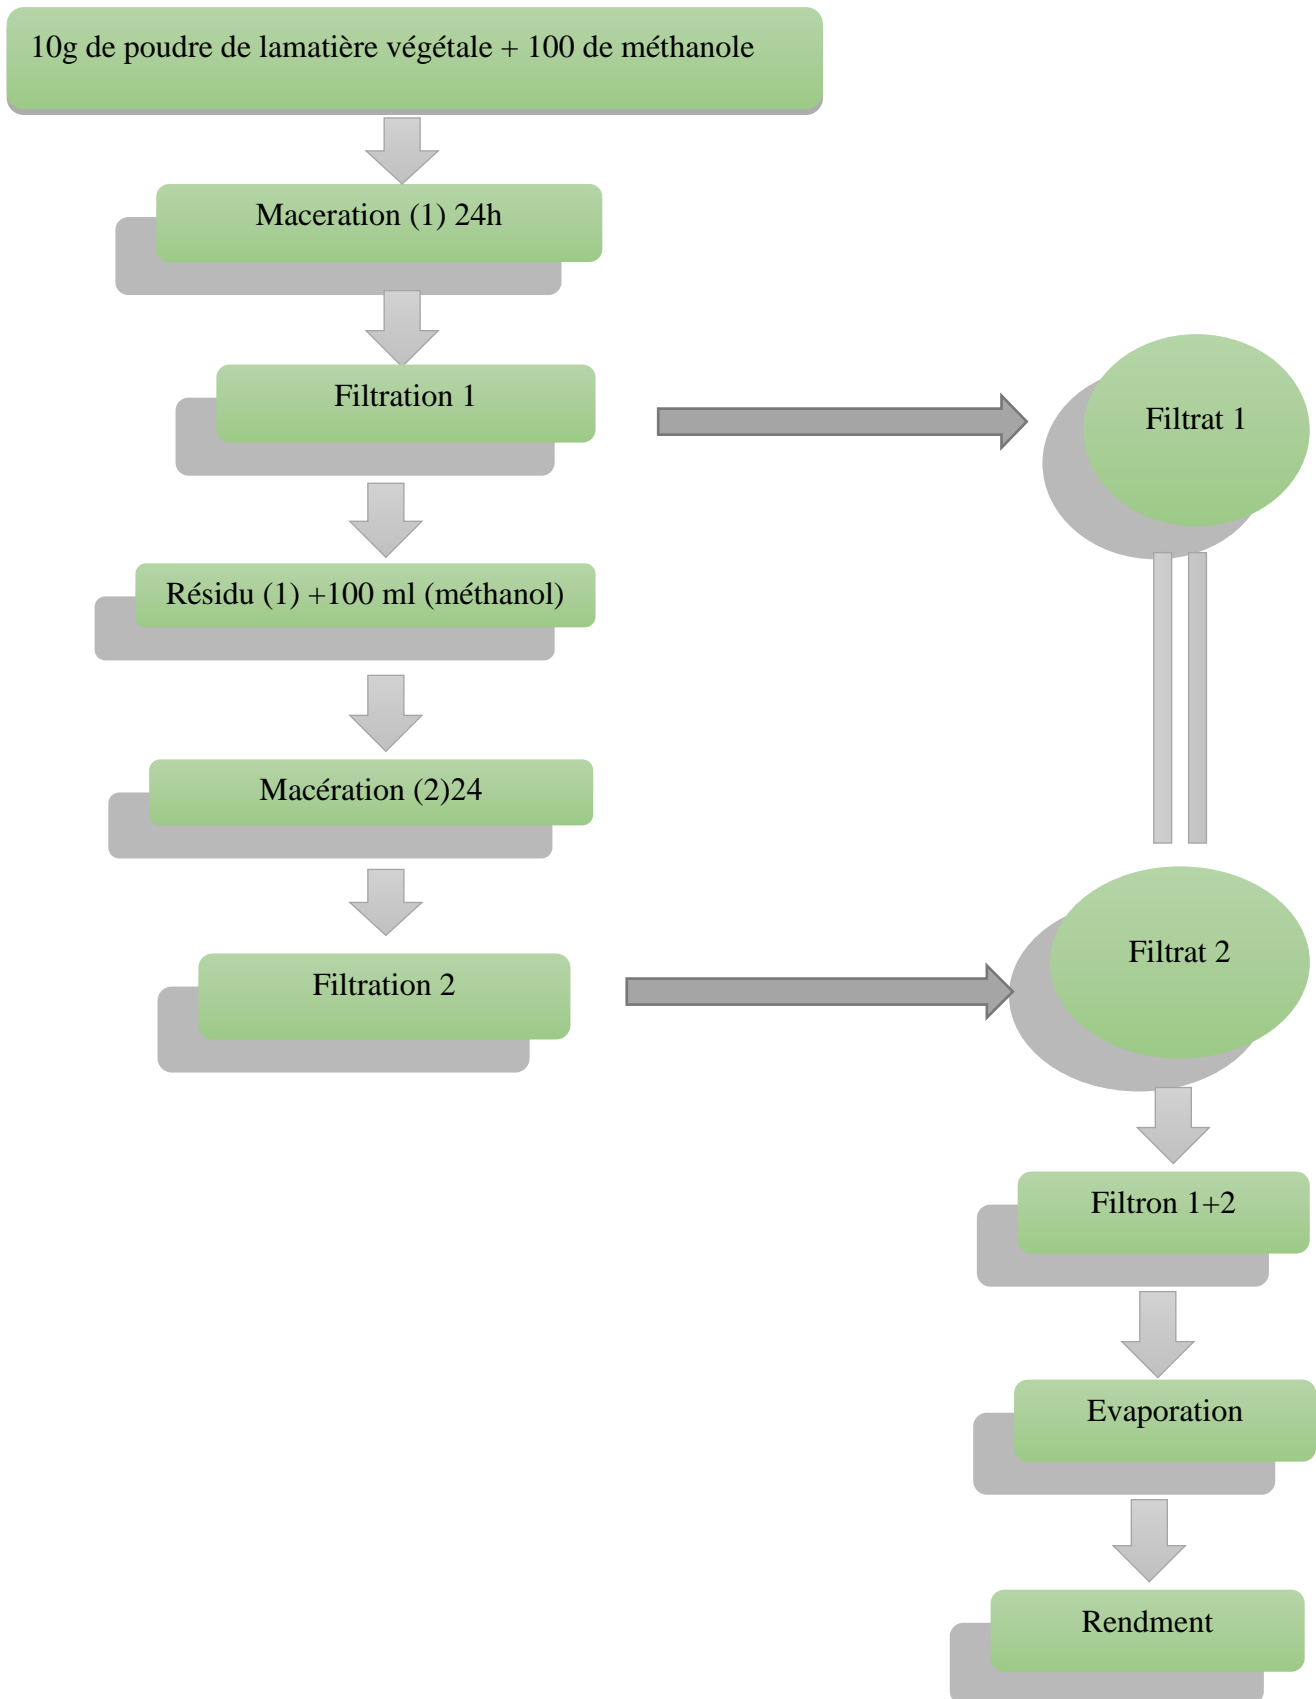 10g de poudre de lamatière végétale + 100 de méthanole
Maceration (1) 24h
Filtration 1
Filtrat 1
Résidu (1) +100 ml (méthanol)
Macération (2)24
Filtration 2
Filtrat 2
Filtron 1+2
Evaporation
Rendment